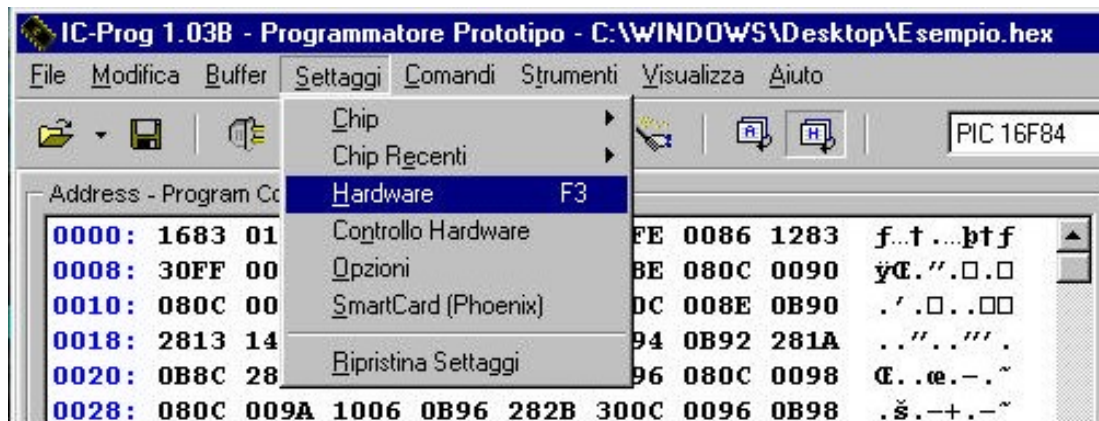 IC-Prog 1.03B - Programmatore Prototipo - C:\WINDOWS\Desktop\Esempio.hex
File Modifica Buffer Settaggi Comandi Strumenti Visualizza Aiuto
PIC 16F84
Chip
Chip Recenti
Hardware F3
Controllo Hardware
Opzioni
SmartCard (Phoenix)
Ripristina Settaggi
Address - Program Co
0000: 1683 01 FE 0086 1283 ƒ…† .…þ†ƒ
0008: 30FF 00 BE 080C 0090 ÿŒ.".□.□
0010: 080C 00 0C 008E 0B90 .'.□..□□
0018: 2813 14 94 0B92 281A .."..""'.
0020: 0B8C 28 96 080C 0098 Œ..œ.–.˜
0028: 080C 009A 1006 0B96 282B 300C 0096 0B98 .š.–+.–˜